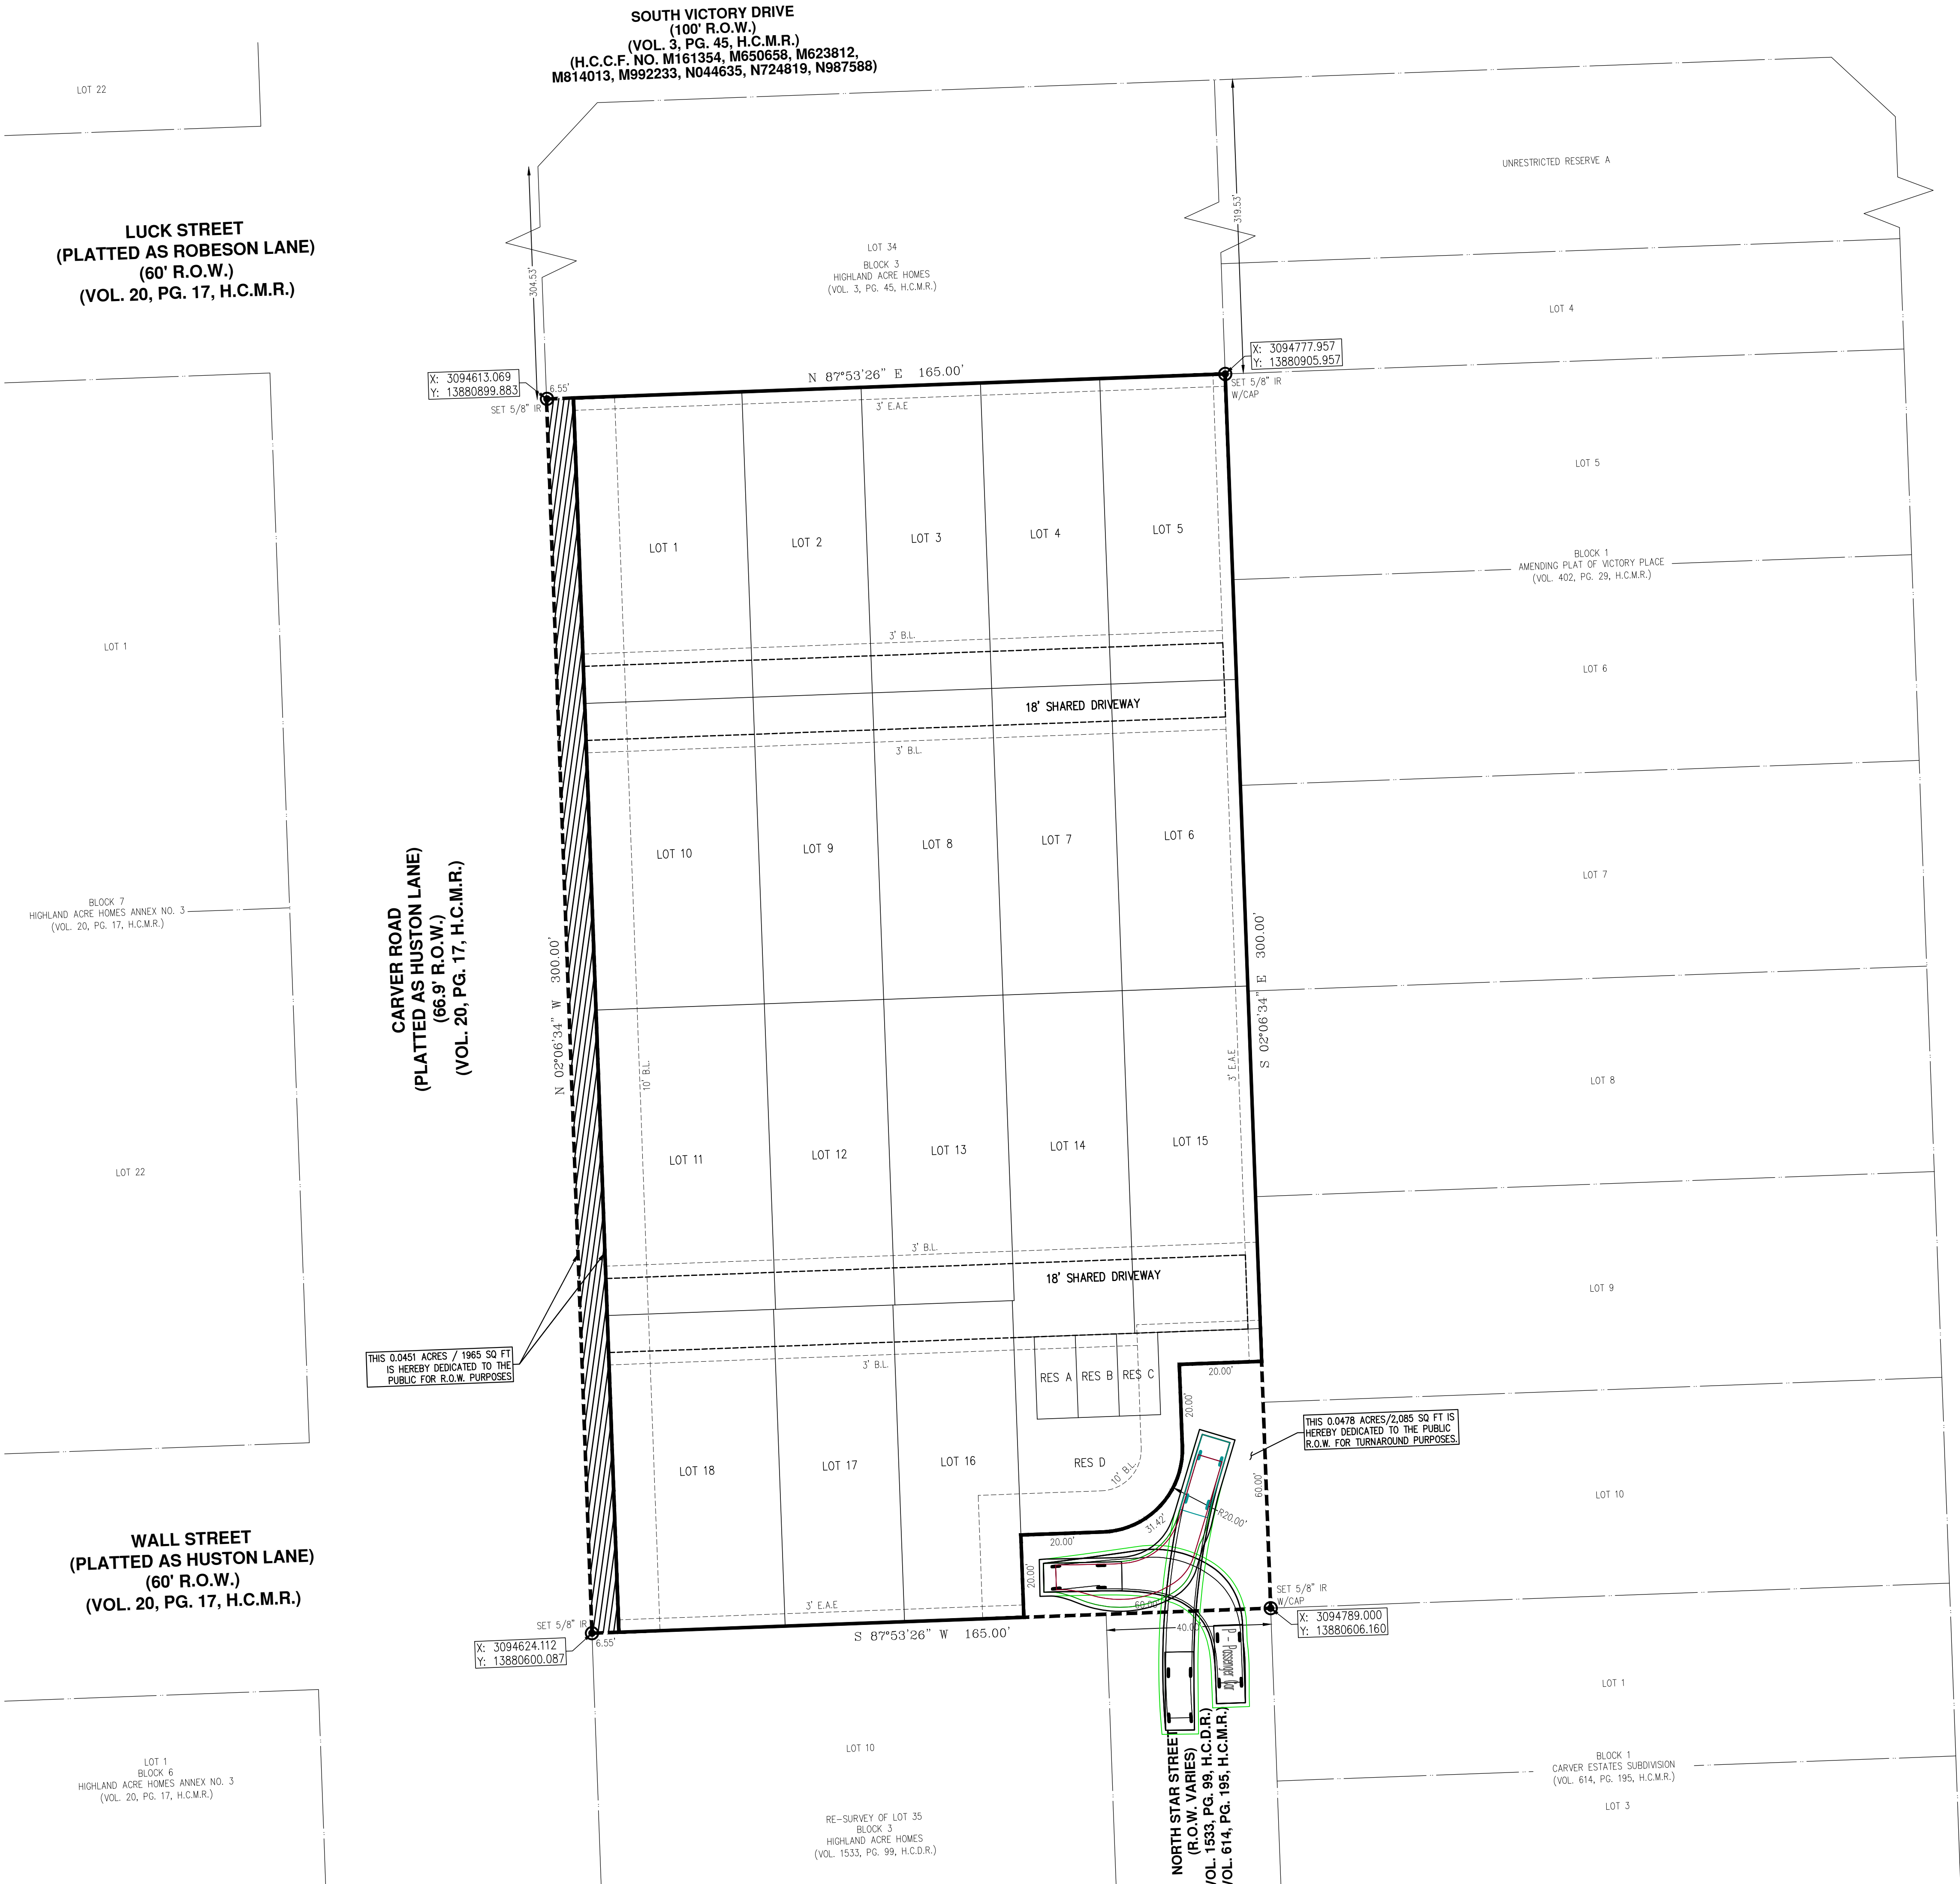 SOUTH VICTORY DRIVE
(100' R.O.W.)
(VOL. 3, PG. 45, H.C.M.R.)
(H.C.C.F. NO. M161354, M650658, M623812,
M814013, M992233, N044635, N724819, N987588)
LOT 22
UNRESTRICTED RESERVE A
LUCK STREET
(PLATTED AS ROBESON LANE)
(60' R.O.W.)
(VOL. 20, PG. 17, H.C.M.R.)
304.53'
319.53'
LOT 34
BLOCK 3
HIGHLAND ACRE HOMES
(VOL. 3, PG. 45, H.C.M.R.)
LOT 4
X: 3094613.069
Y: 13880899.883
SET 5/8" IR
6.55'
N 87°53'26" E 165.00'
X: 3094777.957
Y: 13880905.957
SET 5/8" IR
W/CAP
3' E.A.E
LOT 5
LOT 1
LOT 2
LOT 3
LOT 4
LOT 5
BLOCK 1
AMENDING PLAT OF VICTORY PLACE
(VOL. 402, PG. 29, H.C.M.R.)
LOT 1
3' B.L.
LOT 6
18' SHARED DRIVEWAY
3' B.L.
LOT 10
LOT 9
LOT 8
LOT 7
LOT 6
LOT 7
BLOCK 7
HIGHLAND ACRE HOMES ANNEX NO. 3
(VOL. 20, PG. 17, H.C.M.R.)
CARVER ROAD
(PLATTED AS HUSTON LANE)
(66.9' R.O.W.)
(VOL. 20, PG. 17, H.C.M.R.)
N 02°06'34" W 300.00'
10' B.L.
3' E.A.E
S 02°06'34" E 300.00'
LOT 8
LOT 22
LOT 11
LOT 12
LOT 13
LOT 14
LOT 15
3' B.L.
18' SHARED DRIVEWAY
LOT 9
THIS 0.0451 ACRES / 1965 SQ FT
IS HEREBY DEDICATED TO THE
PUBLIC FOR R.O.W. PURPOSES
3' B.L.
RES A
RES B
RES C
20.00'
20.00'
THIS 0.0478 ACRES/2,085 SQ FT IS
HEREBY DEDICATED TO THE PUBLIC
R.O.W. FOR TURNAROUND PURPOSES.
LOT 18
LOT 17
LOT 16
RES D
10' B.L.
60.00'
LOT 10
31.42'
R20.00'
20.00'
20.00'
WALL STREET
(PLATTED AS HUSTON LANE)
(60' R.O.W.)
(VOL. 20, PG. 17, H.C.M.R.)
3' E.A.E
60.00'
SET 5/8" IR
W/CAP
X: 3094789.000
Y: 13880606.160
SET 5/8" IR
6.55'
X: 3094624.112
Y: 13880600.087
S 87°53'26" W 165.00'
40.00'
P - Passenger Car
LOT 1
LOT 10
LOT 1
BLOCK 6
HIGHLAND ACRE HOMES ANNEX NO. 3
(VOL. 20, PG. 17, H.C.M.R.)
NORTH STAR STREET
(R.O.W. VARIES)
VOL. 1533, PG. 99, H.C.D.R.)
VOL. 614, PG. 195, H.C.M.R.)
BLOCK 1
CARVER ESTATES SUBDIVISION
(VOL. 614, PG. 195, H.C.M.R.)
LOT 3
RE-SURVEY OF LOT 35
BLOCK 3
HIGHLAND ACRE HOMES
(VOL. 1533, PG. 99, H.C.D.R.)